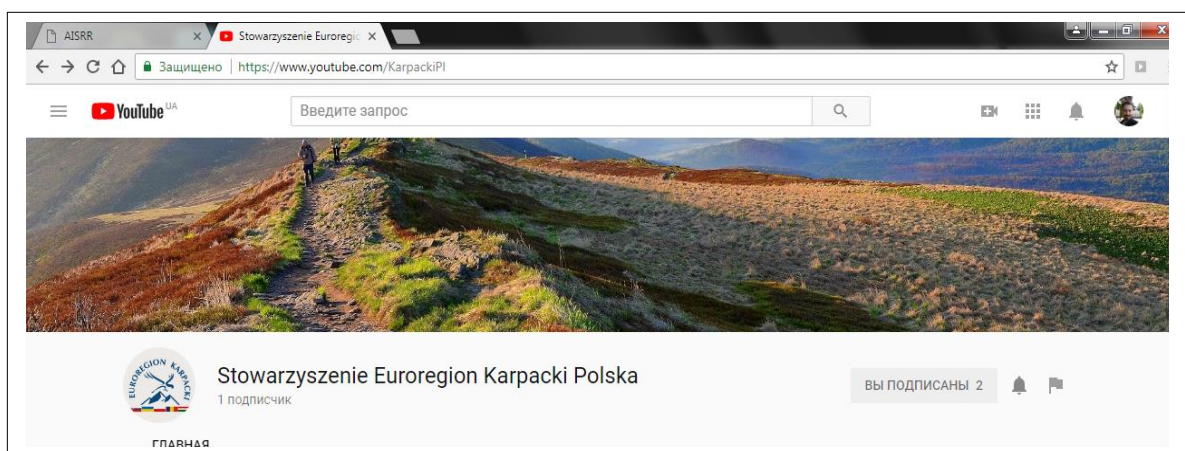 AISRR
Stowarzyszenie Euroregio
Защищено | https://www.youtube.com/KarpackiPl
YouTube UA
Введите запрос
EUROREGION KARPACKI
Stowarzyszenie Euroregion Karpacki Polska
1 подписчик
ВЫ ПОДПИСАНЫ 2
ГЛАВНАЯ